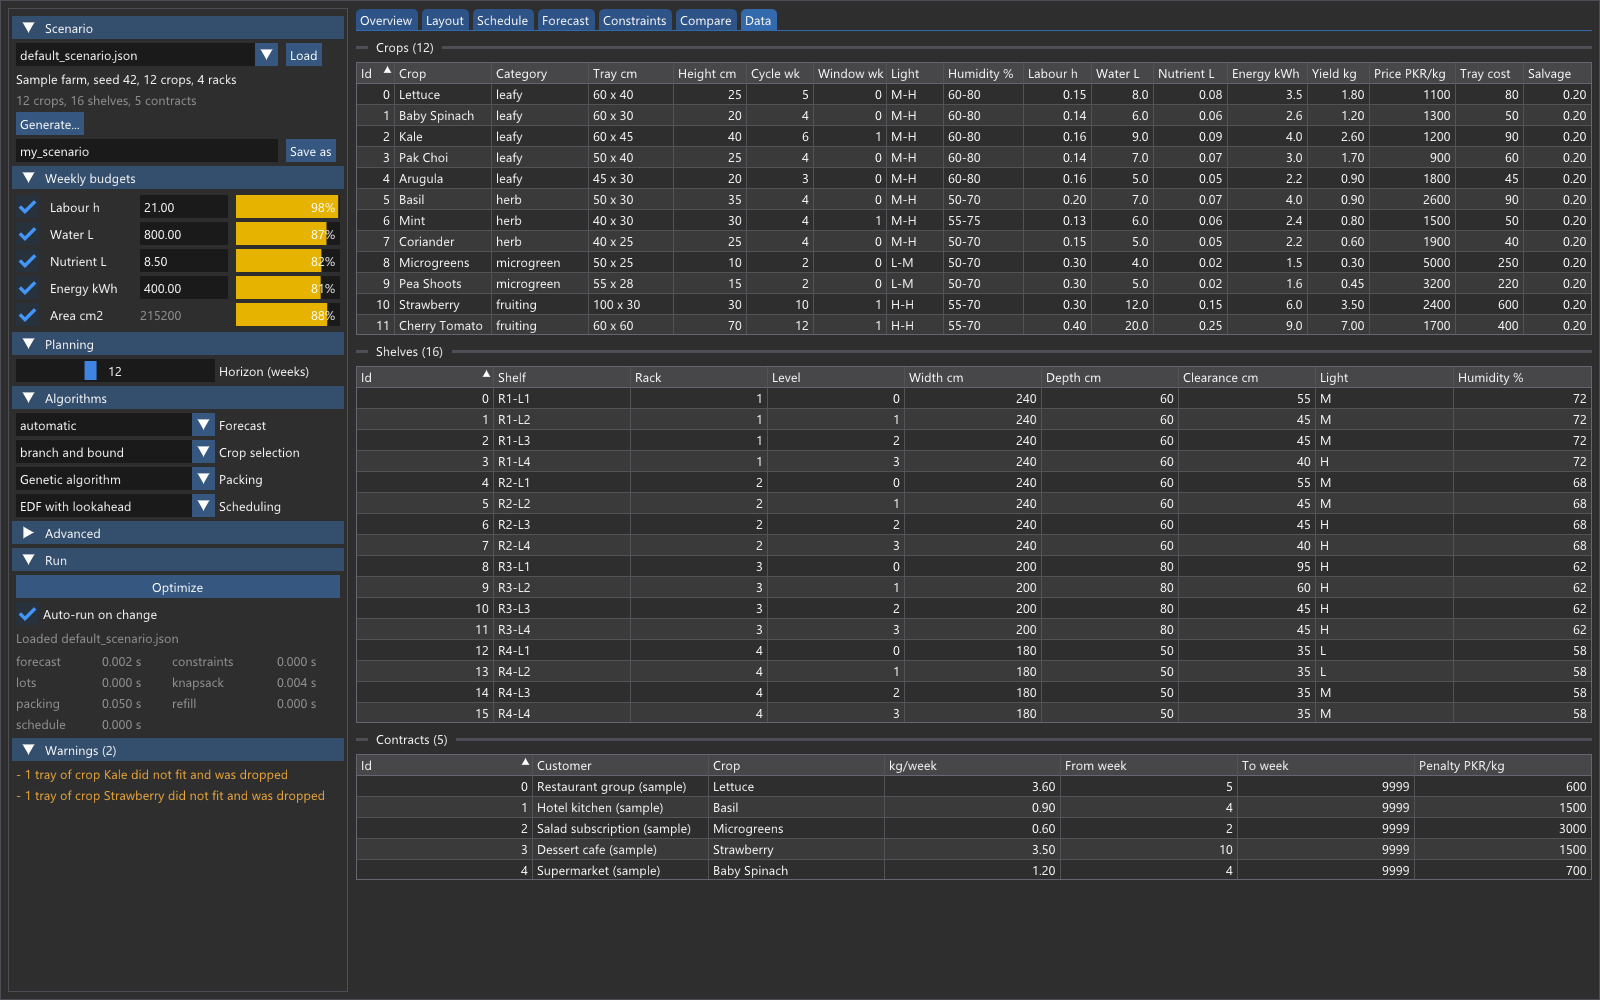 Scenario
default_scenario.json Load
Sample farm, seed 42, 12 crops, 4 racks
12 crops, 16 shelves, 5 contracts
Generate...
my_scenario Save as
Weekly budgets
Labour h 21.00 98%
Water L 800.00 87%
Nutrient L 8.50 82%
Energy kWh 400.00 81%
Area cm2 215200 88%
Planning
12 Horizon (weeks)
Algorithms
automatic Forecast
branch and bound Crop selection
Genetic algorithm Packing
EDF with lookahead Scheduling
Advanced
Run
Optimize
Auto-run on change
Loaded default_scenario.json
forecast 0.002 s constraints 0.000 s
lots 0.000 s knapsack 0.004 s
packing 0.050 s refill 0.000 s
schedule 0.000 s
Warnings (2)
- 1 tray of crop Kale did not fit and was dropped
- 1 tray of crop Strawberry did not fit and was dropped
Overview Layout Schedule Forecast Constraints Compare Data
Crops (12)
Id Crop Category Tray cm Height cm Cycle wk Window wk Light Humidity % Labour h Water L Nutrient L Energy kWh Yield kg Price PKR/kg Tray cost Salvage
0 Lettuce leafy 60 x 40 25 5 0 M-H 60-80 0.15 8.0 0.08 3.5 1.80 1100 80 0.20
1 Baby Spinach leafy 60 x 30 20 4 0 M-H 60-80 0.14 6.0 0.06 2.6 1.20 1300 50 0.20
2 Kale leafy 60 x 45 40 6 1 M-H 60-80 0.16 9.0 0.09 4.0 2.60 1200 90 0.20
3 Pak Choi leafy 50 x 40 25 4 0 M-H 60-80 0.14 7.0 0.07 3.0 1.70 900 60 0.20
4 Arugula leafy 45 x 30 20 3 0 M-H 60-80 0.16 5.0 0.05 2.2 0.90 1800 45 0.20
5 Basil herb 50 x 30 35 4 0 M-H 50-70 0.20 7.0 0.07 4.0 0.90 2600 90 0.20
6 Mint herb 40 x 30 30 4 1 M-H 55-75 0.13 6.0 0.06 2.4 0.80 1500 50 0.20
7 Coriander herb 40 x 25 25 4 0 M-H 50-70 0.15 5.0 0.05 2.2 0.60 1900 40 0.20
8 Microgreens microgreen 50 x 25 10 2 0 L-M 50-70 0.30 4.0 0.02 1.5 0.30 5000 250 0.20
9 Pea Shoots microgreen 55 x 28 15 2 0 L-M 50-70 0.30 5.0 0.02 1.6 0.45 3200 220 0.20
10 Strawberry fruiting 100 x 30 30 10 1 H-H 55-70 0.30 12.0 0.15 6.0 3.50 2400 600 0.20
11 Cherry Tomato fruiting 60 x 60 70 12 1 H-H 55-70 0.40 20.0 0.25 9.0 7.00 1700 400 0.20
Shelves (16)
Id Shelf Rack Level Width cm Depth cm Clearance cm Light Humidity %
0 R1-L1 1 0 240 60 55 M 72
1 R1-L2 1 1 240 60 45 M 72
2 R1-L3 1 2 240 60 45 M 72
3 R1-L4 1 3 240 60 40 H 72
4 R2-L1 2 0 240 60 55 M 68
5 R2-L2 2 1 240 60 45 M 68
6 R2-L3 2 2 240 60 45 H 68
7 R2-L4 2 3 240 60 40 H 68
8 R3-L1 3 0 200 80 95 H 62
9 R3-L2 3 1 200 80 60 H 62
10 R3-L3 3 2 200 80 45 H 62
11 R3-L4 3 3 200 80 45 H 62
12 R4-L1 4 0 180 50 35 L 58
13 R4-L2 4 1 180 50 35 L 58
14 R4-L3 4 2 180 50 35 M 58
15 R4-L4 4 3 180 50 35 M 58
Contracts (5)
Id Customer Crop kg/week From week To week Penalty PKR/kg
0 Restaurant group (sample) Lettuce 3.60 5 9999 600
1 Hotel kitchen (sample) Basil 0.90 4 9999 1500
2 Salad subscription (sample) Microgreens 0.60 2 9999 3000
3 Dessert cafe (sample) Strawberry 3.50 10 9999 1500
4 Supermarket (sample) Baby Spinach 1.20 4 9999 700